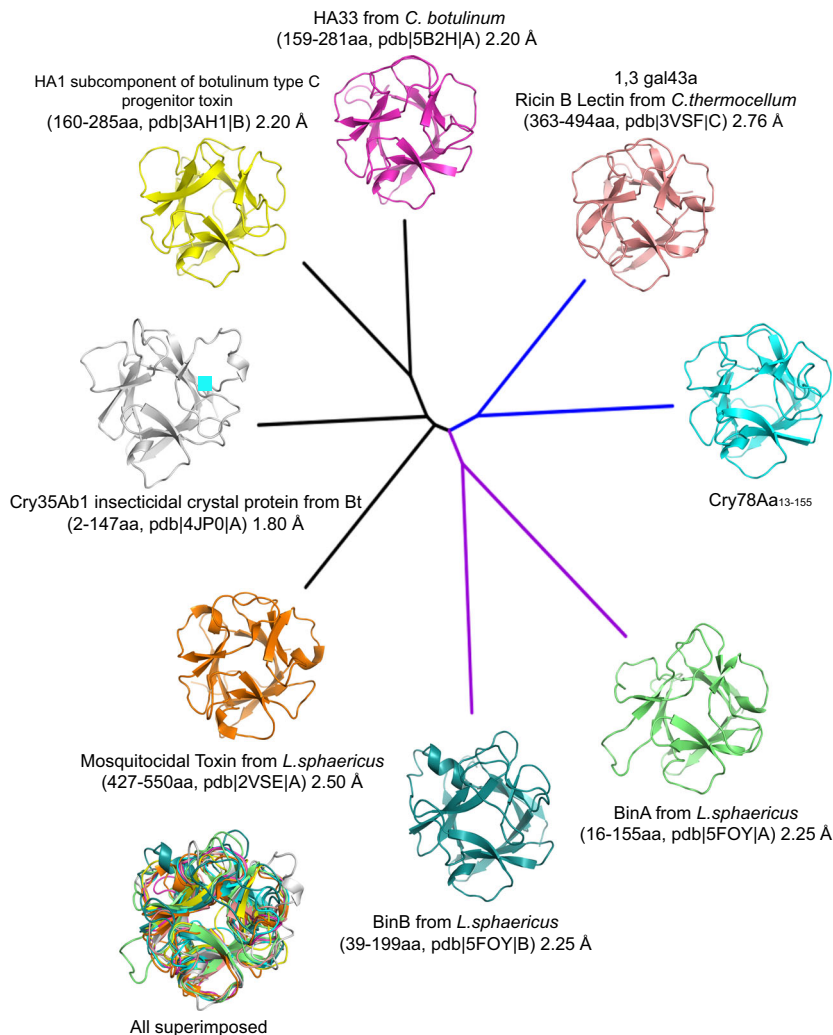 HA33 from C. botulinum
(159-281aa, pdb|5B2H|A) 2.20 Å
HA1 subcomponent of botulinum type C
progenitor toxin
(160-285aa, pdb|3AH1|B) 2.20 Å
1,3 gal43a
Ricin B Lectin from C.thermocellum
(363-494aa, pdb|3VSF|C) 2.76 Å
Cry35Ab1 insecticidal crystal protein from Bt
(2-147aa, pdb|4JP0|A) 1.80 Å
Cry78Aa13-155
Mosquitocidal Toxin from L.sphaericus
(427-550aa, pdb|2VSE|A) 2.50 Å
BinA from L.sphaericus
(16-155aa, pdb|5FOY|A) 2.25 Å
BinB from L.sphaericus
(39-199aa, pdb|5FOY|B) 2.25 Å
All superimposed